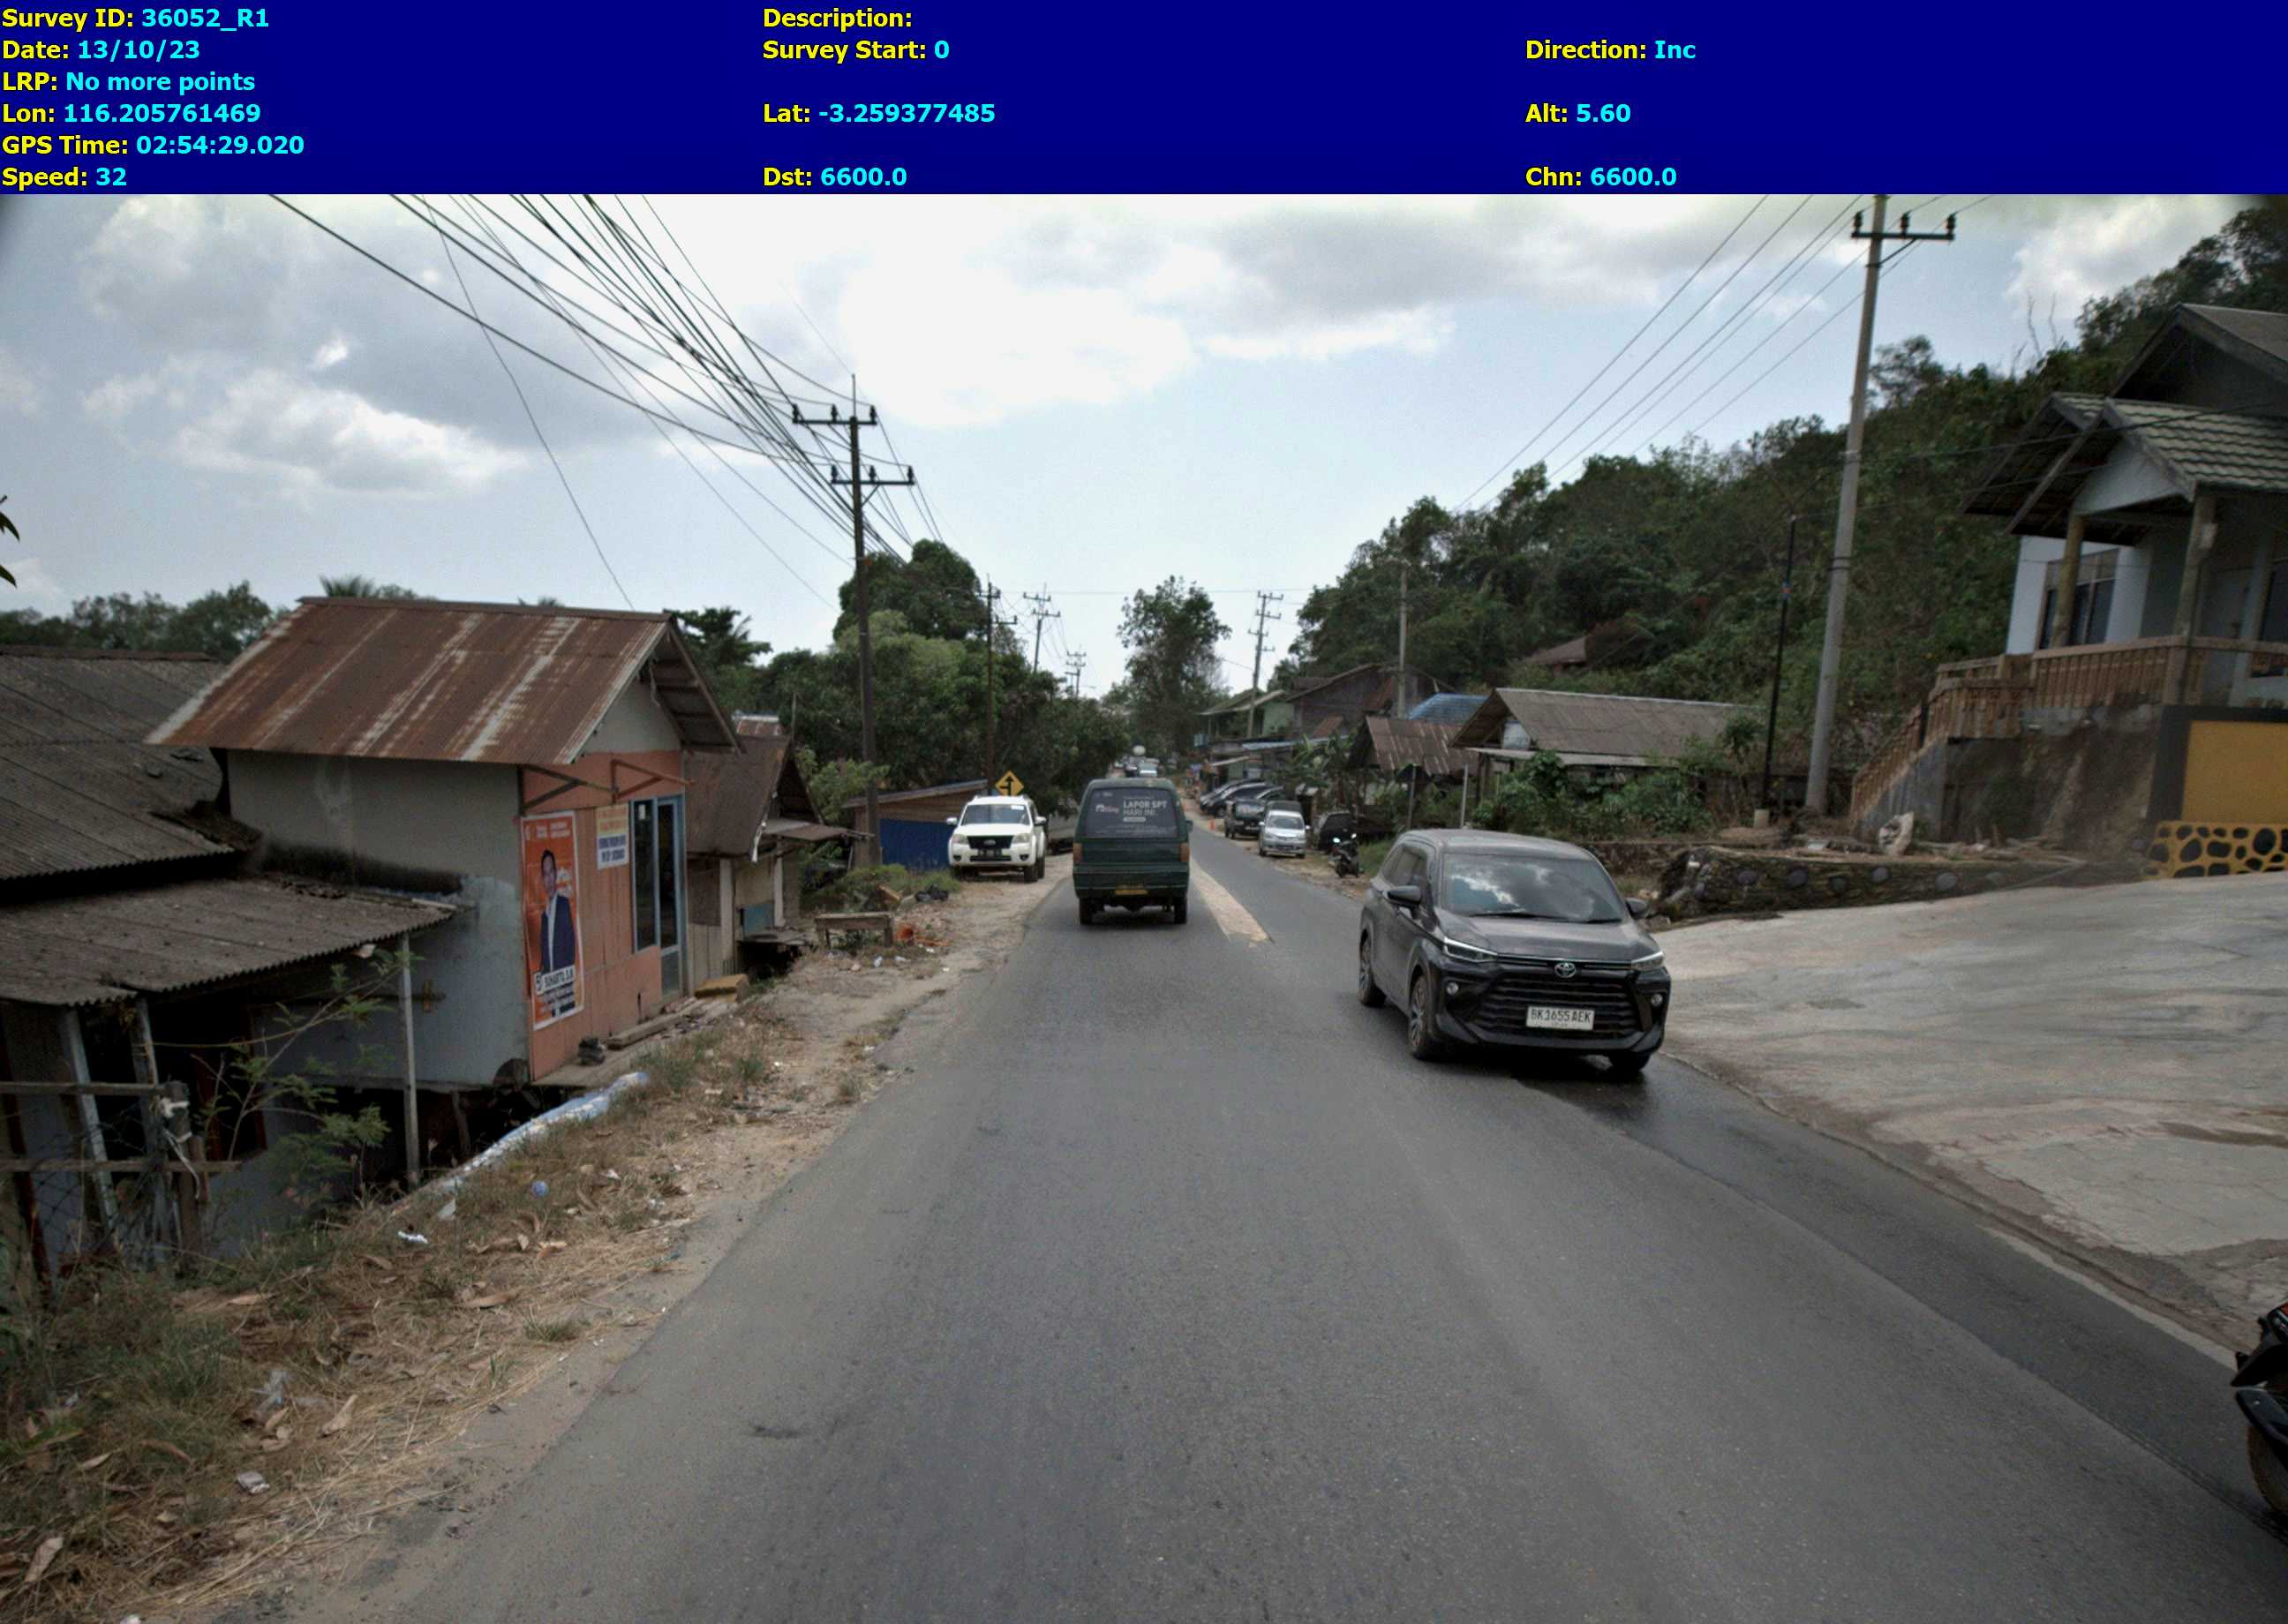 Survey ID: 36052_R1
Description:
Date: 13/10/23
Survey Start: 0
Direction: Inc
LRP: No more points
Lon: 116.205761469
Lat: -3.259377485
Alt: 5.60
GPS Time: 02:54:29.020
Speed: 32
Dst: 6600.0
Chn: 6600.0
LAPOR SPT
HARI INI.
BK 1655 AEK